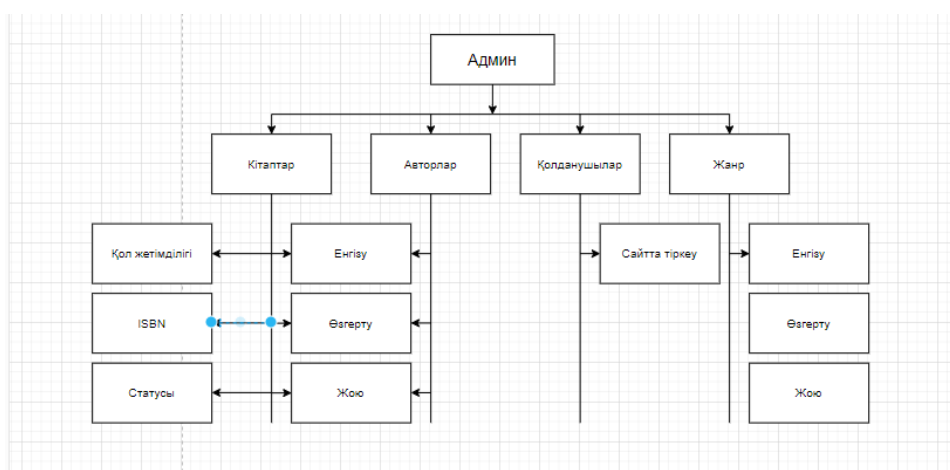 Админ
Кітаптар
Авторлар
Қолданушылар
Жанр
Қол жетімділігі
Енгізу
Сайтта тіркеу
Енгізу
ISBN
Өзгерту
Өзгерту
Статусы
Жою
Жою